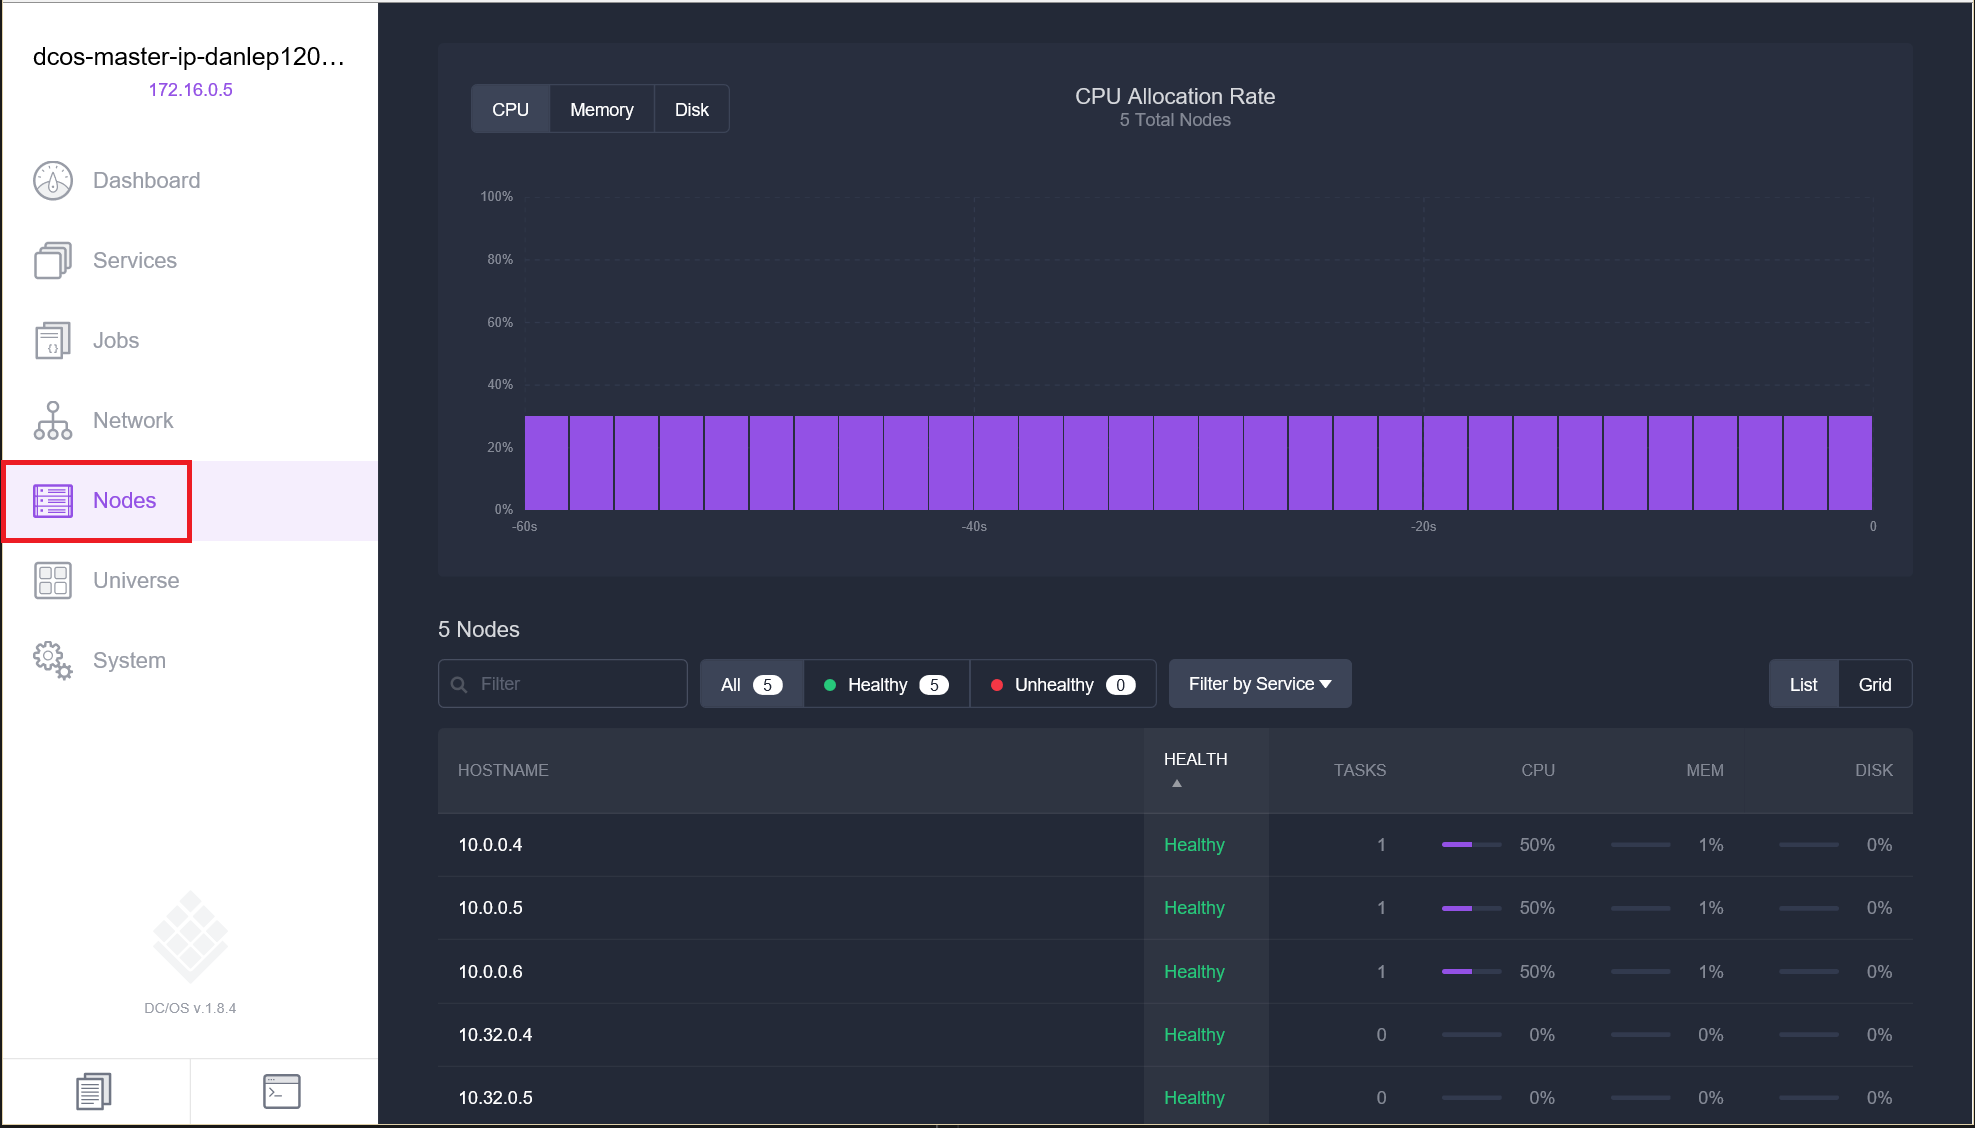 dcos-master-ip-danlep120...
172.16.0.5
Dashboard
Services
Jobs
Network
Nodes
Universe
System
DC/OS v.1.8.4
CPU Memory Disk
CPU Allocation Rate
5 Total Nodes
100%
80%
60%
40%
20%
0%
-60s -40s -20s 0
5 Nodes
Filter All 5 Healthy 5 Unhealthy 0 Filter by Service List Grid
HOSTNAME HEALTH TASKS CPU MEM DISK
10.0.0.4 Healthy 1 50% 1% 0%
10.0.0.5 Healthy 1 50% 1% 0%
10.0.0.6 Healthy 1 50% 1% 0%
10.32.0.4 Healthy 0 0% 0% 0%
10.32.0.5 Healthy 0 0% 0% 0%